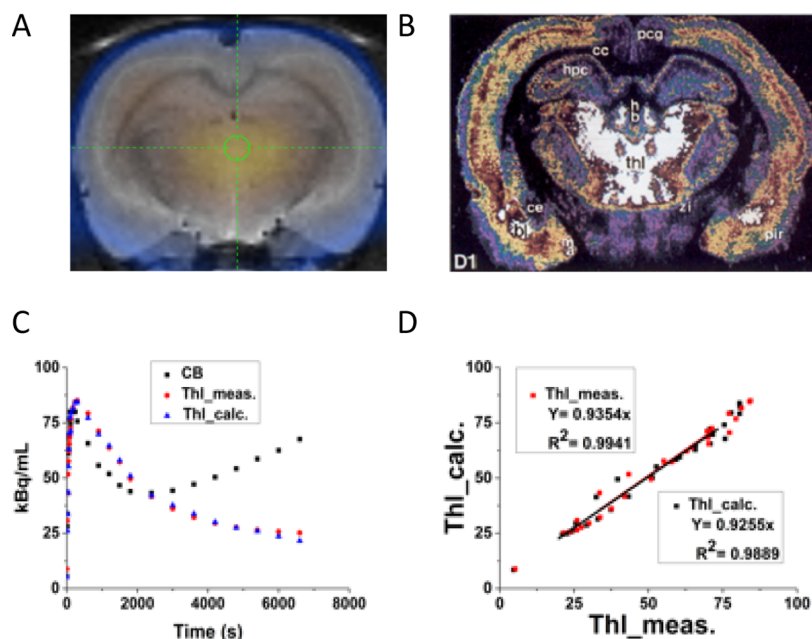 A
B
pcg
cc
hpc
h
b
thl
ce
bl
zi
pir
D1
C
100
75
50
25
0
kBq/mL
CB
Thl_meas.
Thl_calc.
0
2000
4000
6000
8000
Time (s)
D
100
75
50
25
0
Thl_calc.
Thl_meas.
Y= 0.9354x
R2= 0.9941
Thl_calc.
Y= 0.9255x
R2= 0.9889
0
25
50
75
100
Thl_meas.